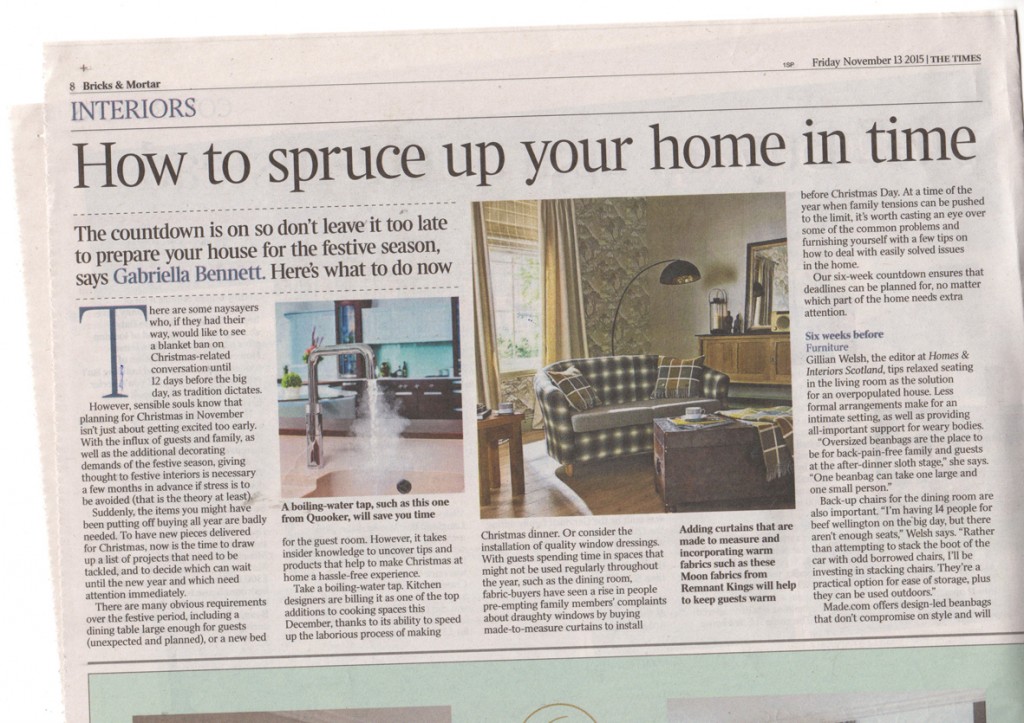 8 Bricks & Mortar
1SF Friday November 13 2015 | THE TIMES
INTERIORS
How to spruce up your home in time
The countdown is on so don't leave it too late
to prepare your house for the festive season,
says Gabriella Bennett. Here's what to do now
There are some naysayers
who, if they had their
way, would like to see
a blanket ban on
Christmas-related
conversation until
12 days before the big
day, as tradition dictates.
However, sensible souls know that
planning for Christmas in November
isn't just about getting excited too early.
With the influx of guests and family, as
well as the additional decorating
demands of the festive season, giving
thought to festive interiors is necessary
a few months in advance if stress is to
be avoided (that is the theory at least).
Suddenly, the items you might have
been putting off buying all year are badly
needed. To have new pieces delivered
for Christmas, now is the time to draw
up a list of projects that need to be
tackled, and to decide which can wait
until the new year and which need
attention immediately.
There are many obvious requirements
over the festive period, including a
dining table large enough for guests
(unexpected and planned), or a new bed
A boiling-water tap, such as this one
from Quooker, will save you time
for the guest room. However, it takes
insider knowledge to uncover tips and
products that help to make Christmas at
home a hassle-free experience.
Take a boiling-water tap. Kitchen
designers are billing it as one of the top
additions to cooking spaces this
December, thanks to its ability to speed
up the laborious process of making
Christmas dinner. Or consider the
installation of quality window dressings.
With guests spending time in spaces that
might not be used regularly throughout
the year, such as the dining room,
fabric-buyers have seen a rise in people
pre-empting family members' complaints
about draughty windows by buying
made-to-measure curtains to install
Adding curtains that are
made to measure and
incorporating warm
fabrics such as these
Moon fabrics from
Remnant Kings will help
to keep guests warm
before Christmas Day. At a time of the
year when family tensions can be pushed
to the limit, it's worth casting an eye over
some of the common problems and
furnishing yourself with a few tips on
how to deal with easily solved issues
in the home.
Our six-week countdown ensures that
deadlines can be planned for, no matter
which part of the home needs extra
attention.
Six weeks before
Furniture
Gillian Welsh, the editor at Homes &
Interiors Scotland, tips relaxed seating
in the living room as the solution
for an overpopulated house. Less
formal arrangements make for an
intimate setting, as well as providing
all-important support for weary bodies.
"Oversized beanbags are the place to
be for back-pain-free family and guests
at the after-dinner sloth stage," she says.
"One beanbag can take one large and
one small person."
Back-up chairs for the dining room are
also important. "I'm having 14 people for
beef wellington on the big day, but there
aren't enough seats," Welsh says. "Rather
than attempting to stack the boot of the
car with odd borrowed chairs, I'll be
investing in stacking chairs. They're a
practical option for ease of storage, plus
they can be used outdoors."
Made.com offers design-led beanbags
that don't compromise on style and will